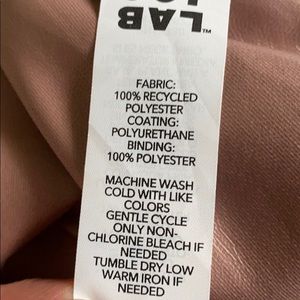 LAB
™
FABRIC:
100% RECYCLED
POLYESTER
COATING:
POLYURETHANE
BINDING:
100% POLYESTER
MACHINE WASH
COLD WITH LIKE
COLORS
GENTLE CYCLE
ONLY NON-
CHLORINE BLEACH IF
NEEDED
TUMBLE DRY LOW
WARM IRON IF
NEEDED